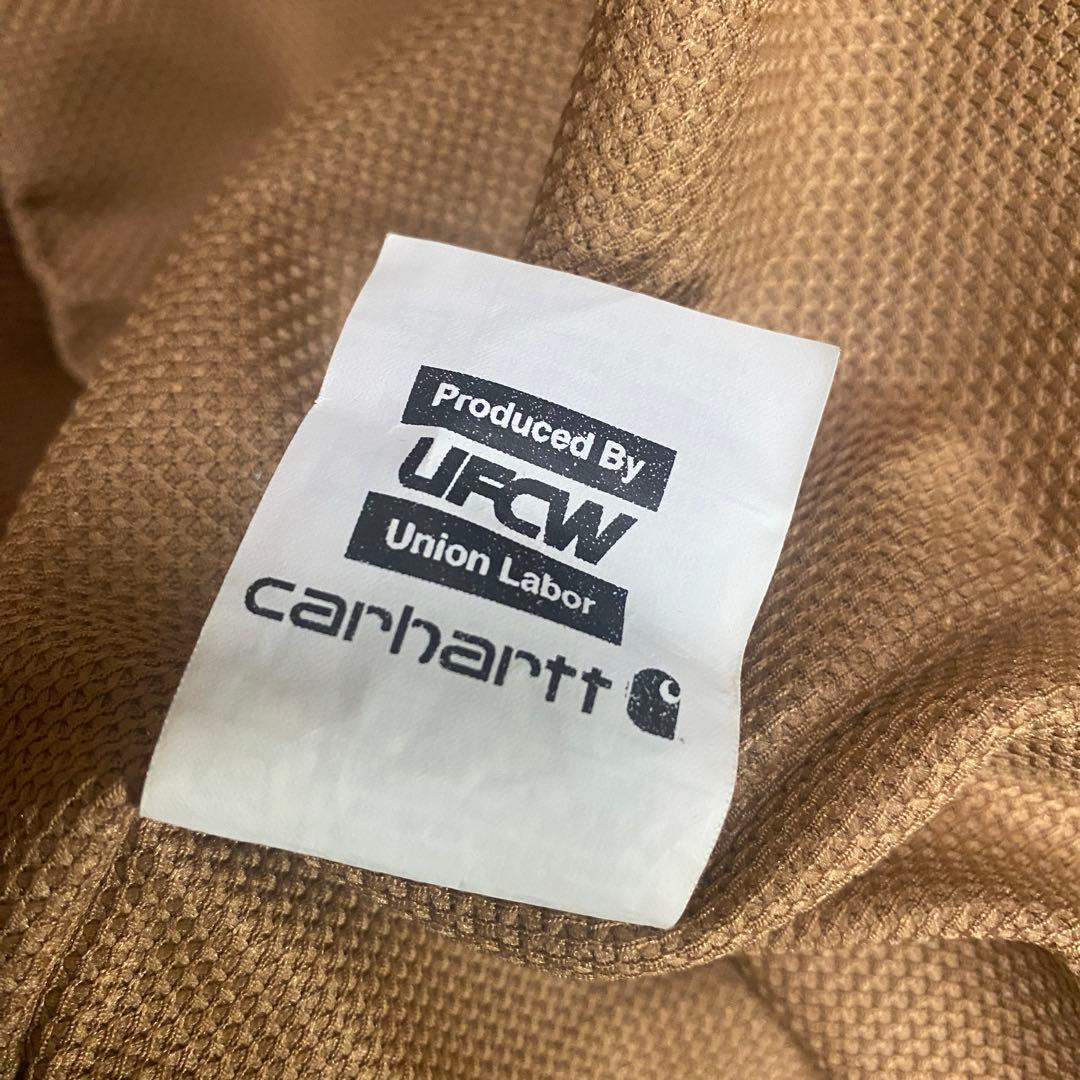 Produced By
UFCW
Union Labor
carhartt